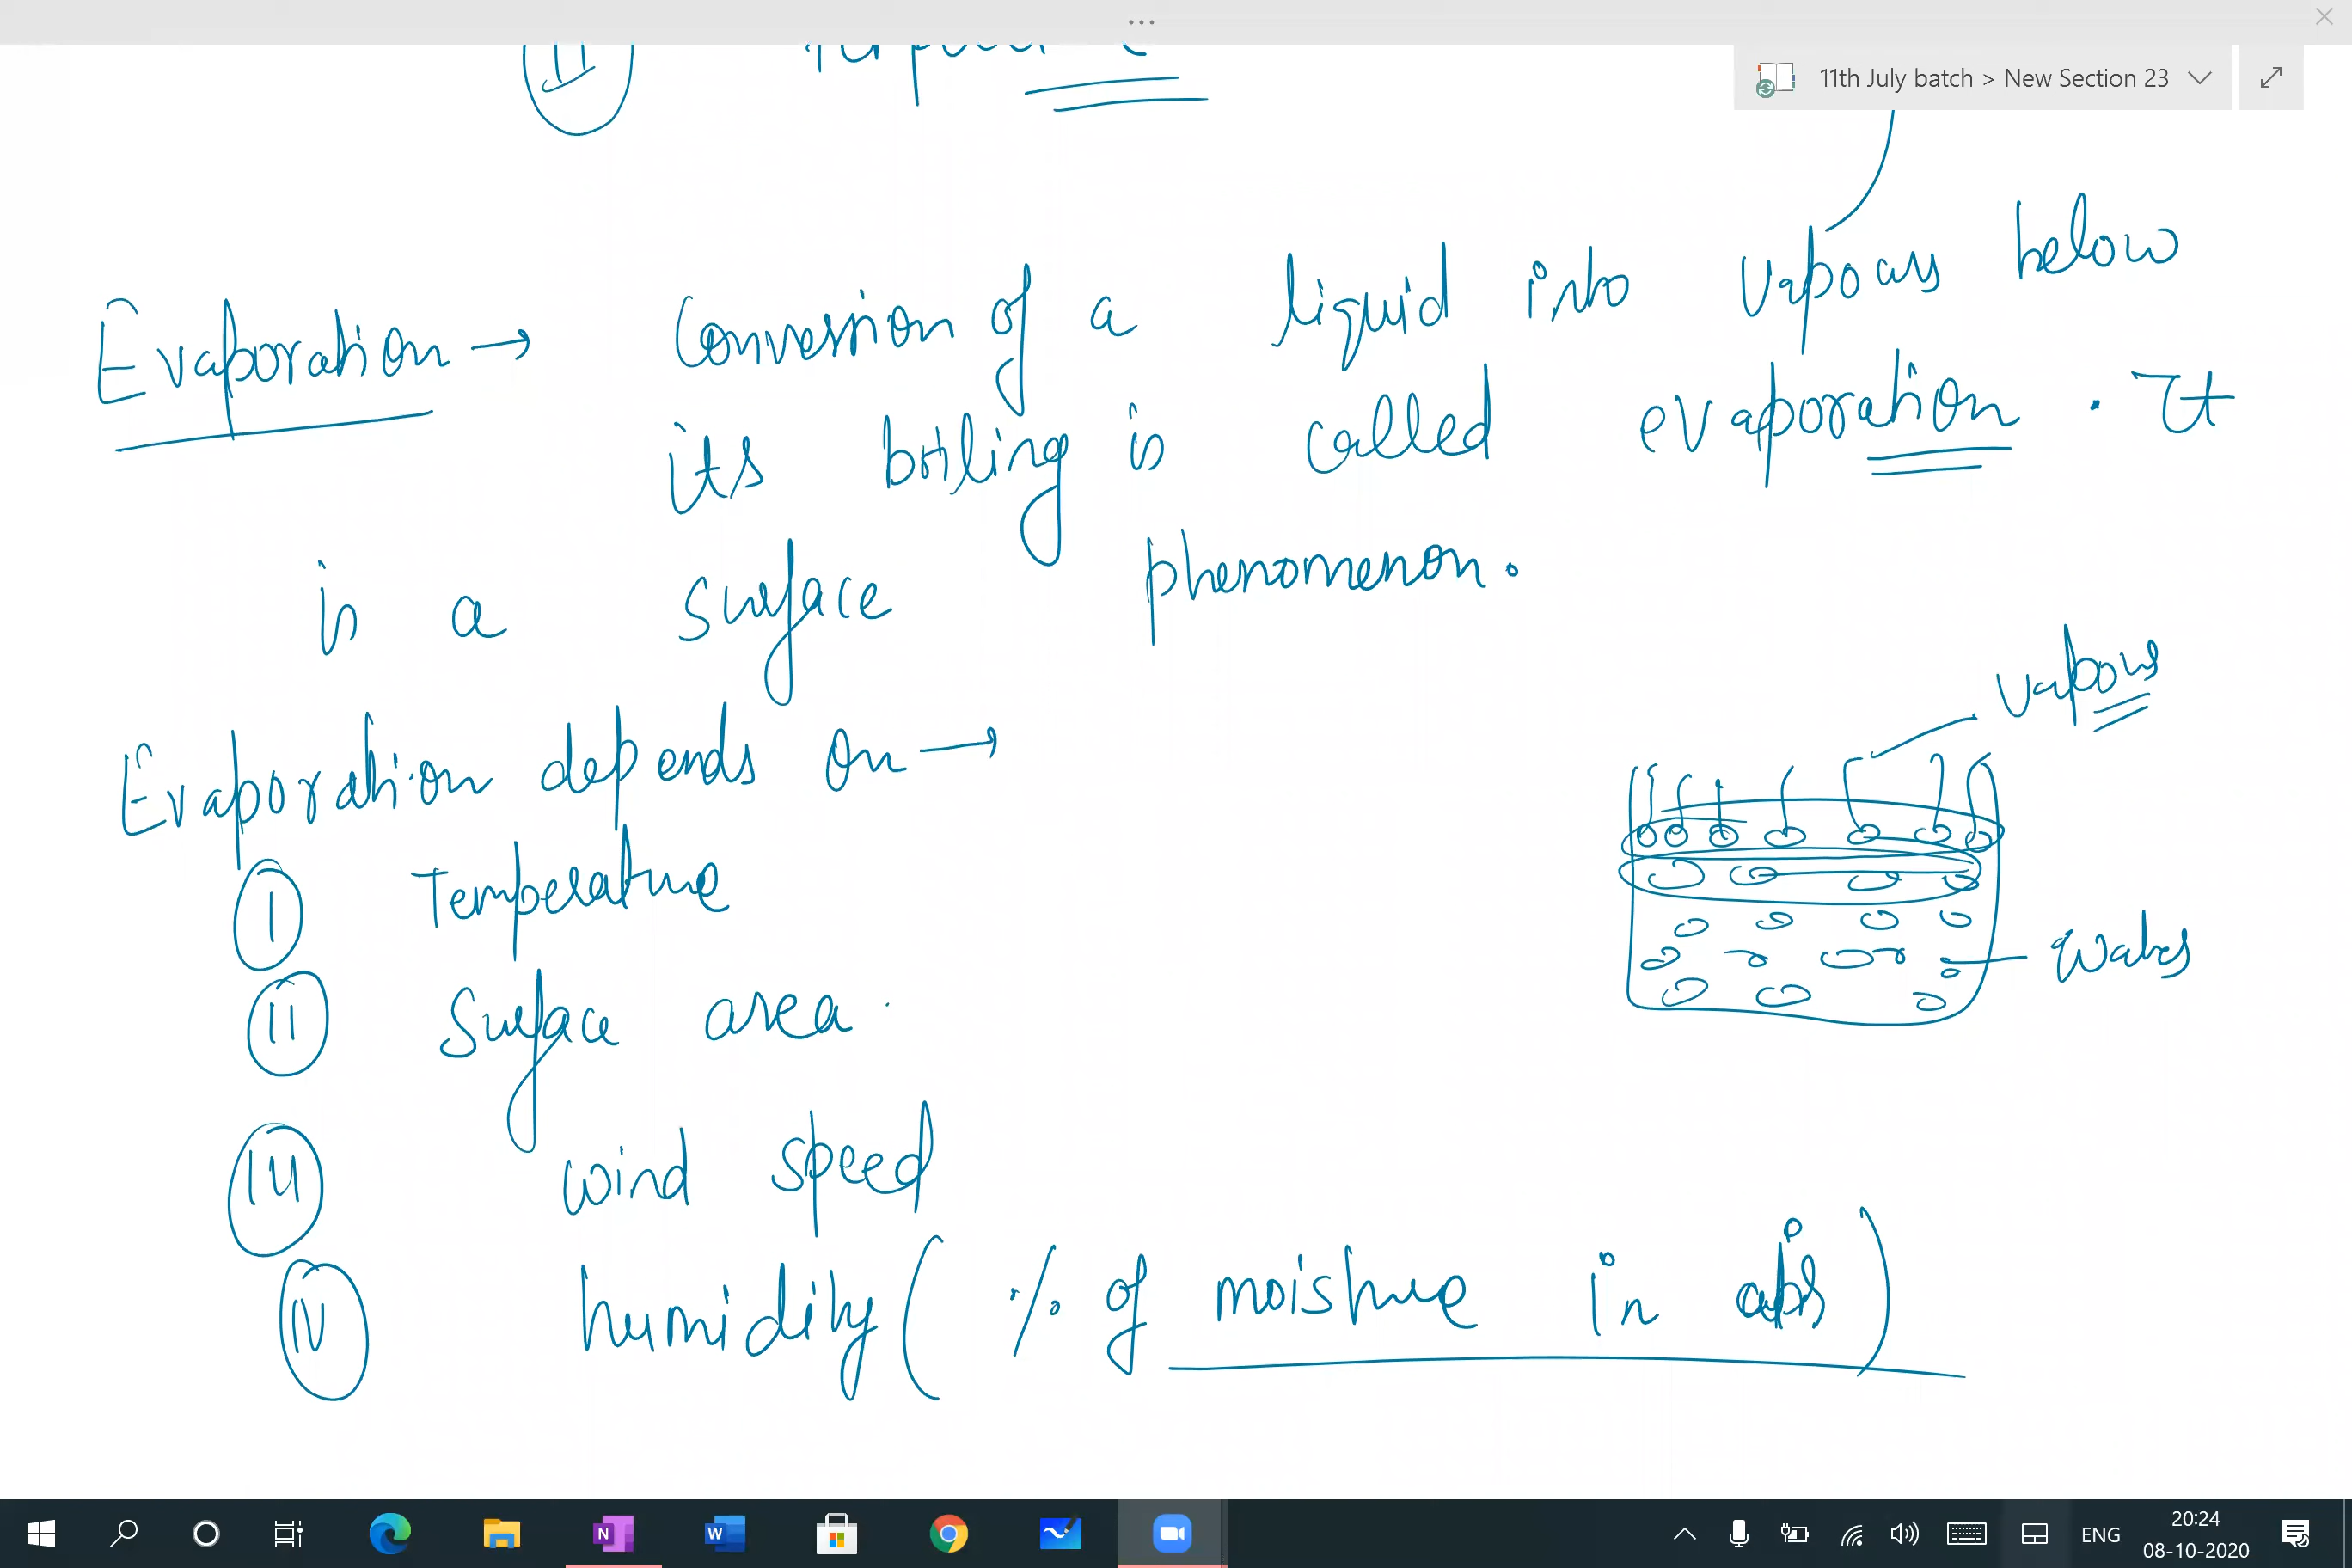 11th July batch > New Section 23
II
Evaporation → Conversion of a liquid into vapours below
its boiling is called evaporation. It
is a surface phenomenon.
vapours
Evaporation depends on →
I Temperature
water
II Surface area.
III wind speed
IV humidity ( % of moisture in air )
N
W
ENG
20:24
08-10-2020